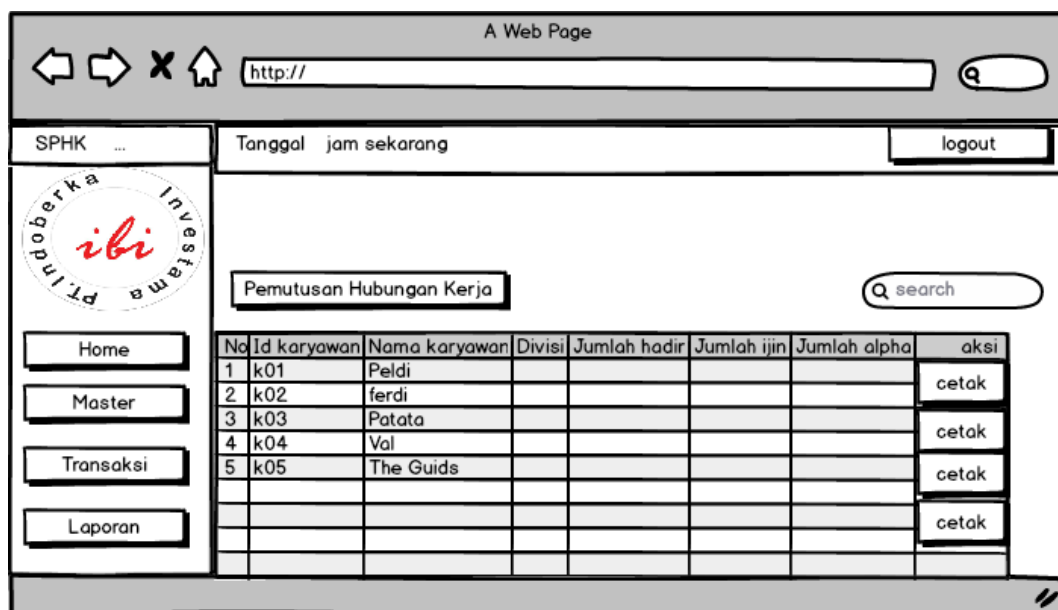 A Web Page
http://
SPHK ...
Tanggal jam sekarang
logout
PT.Indoberka Investama
ibi
Pemutusan Hubungan Kerja
search
Home
Master
Transaksi
Laporan
No Id karyawan Nama karyawan Divisi Jumlah hadir Jumlah ijin Jumlah alpha aksi
1 k01 Peldi cetak
2 k02 ferdi
3 k03 Patata cetak
4 k04 Val
5 k05 The Guids cetak
cetak